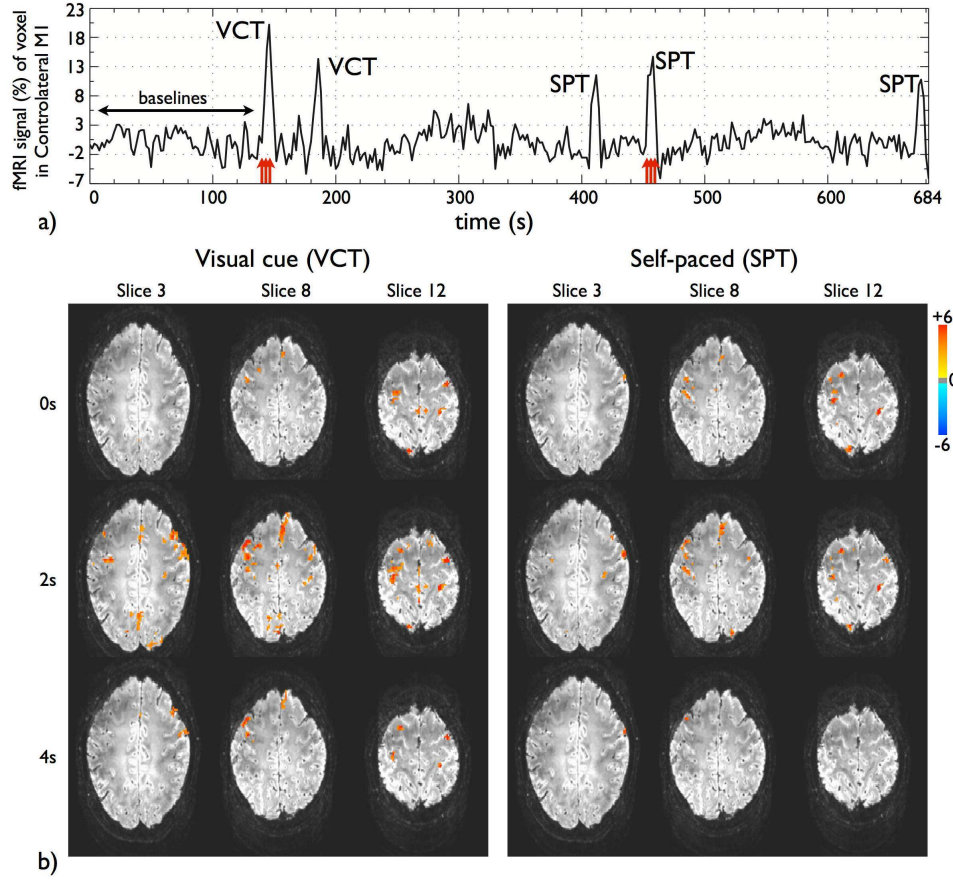 fMRI signal (%) of voxel
in Controlateral M1
23
18
13
8
3
-2
-7
VCT
VCT
SPT
SPT
SPT
baselines
0 100 200 300 400 500 600 684
time (s)
a)
Visual cue (VCT) Self-paced (SPT)
Slice 3 Slice 8 Slice 12 Slice 3 Slice 8 Slice 12
+6
0
-6
0s
2s
4s
b)